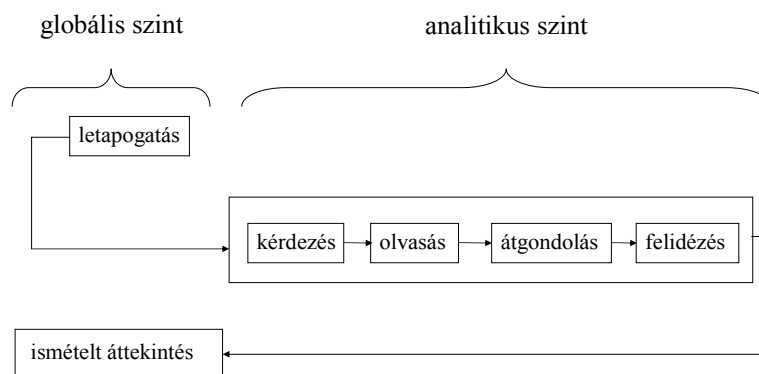 globális szint
analitikus szint
letapogatás
kérdezés
olvasás
átgondolás
felidézés
ismételt áttekintés